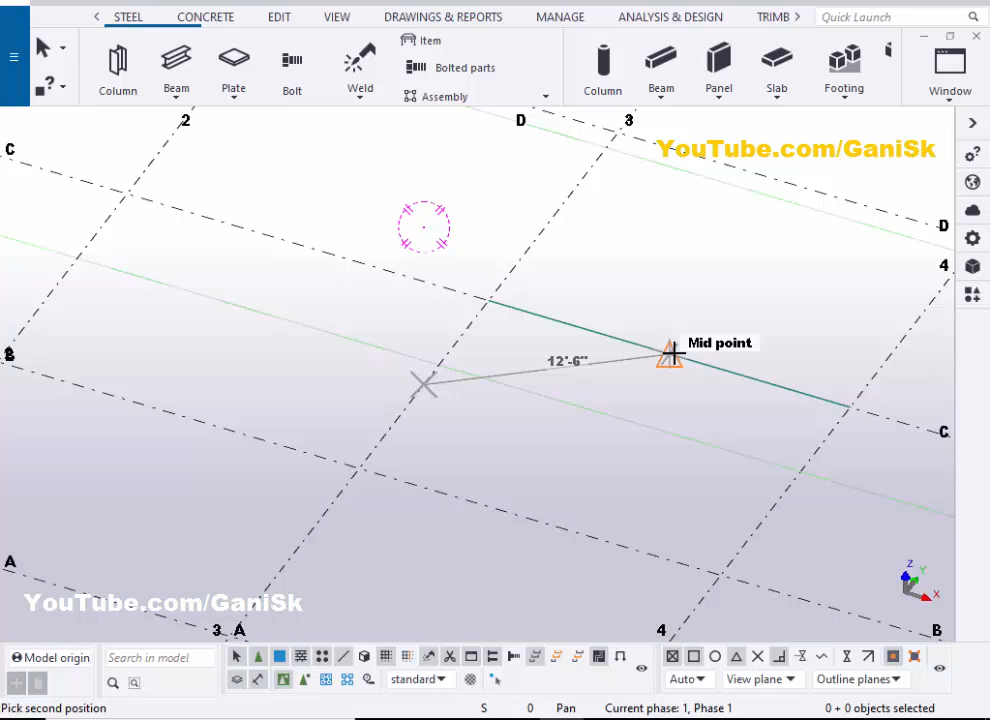 STEEL CONCRETE EDIT VIEW DRAWINGS & REPORTS MANAGE ANALYSIS & DESIGN TRIMB Quick Launch
Item
Bolted parts
Assembly
Column Beam Plate Bolt Weld Column Beam Panel Slab Footing Window
2 D 3
C
YouTube.com/GaniSk
D
4
Mid point
12'-6"
B
C
A
Z
Y
X
YouTube.com/GaniSk
3 A 4 B
Model origin Search in model
standard Auto View plane Outline planes
Pick second position S O Pan Current phase: 1, Phase 1 0 + 0 objects selected